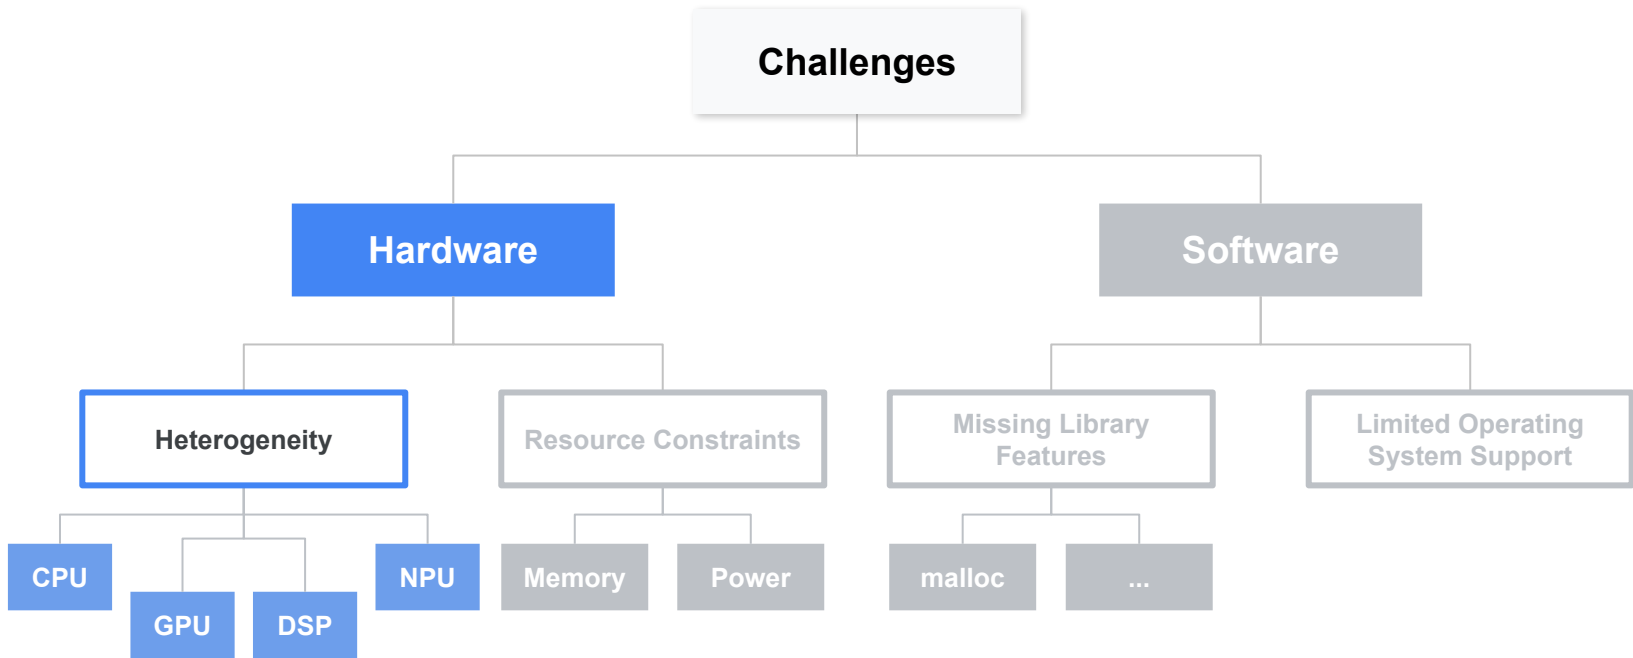 Challenges
Hardware
Software
Heterogeneity
Resource Constraints
Missing Library
Features
Limited Operating
System Support
CPU
GPU
DSP
NPU
Memory
Power
malloc
...